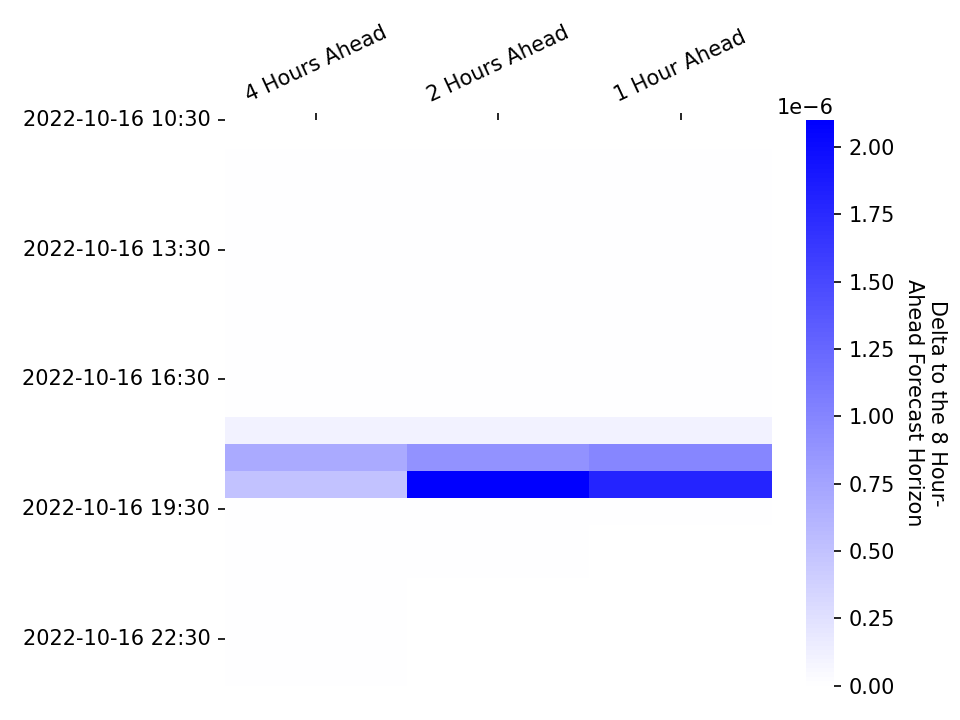 4 Hours Ahead
2 Hours Ahead
1 Hour Ahead
2022-10-16 10:30
2022-10-16 13:30
2022-10-16 16:30
2022-10-16 19:30
2022-10-16 22:30
1e−6
2.00
1.75
1.50
1.25
1.00
0.75
0.50
0.25
0.00
Delta to the 8 Hour-
Ahead Forecast Horizon